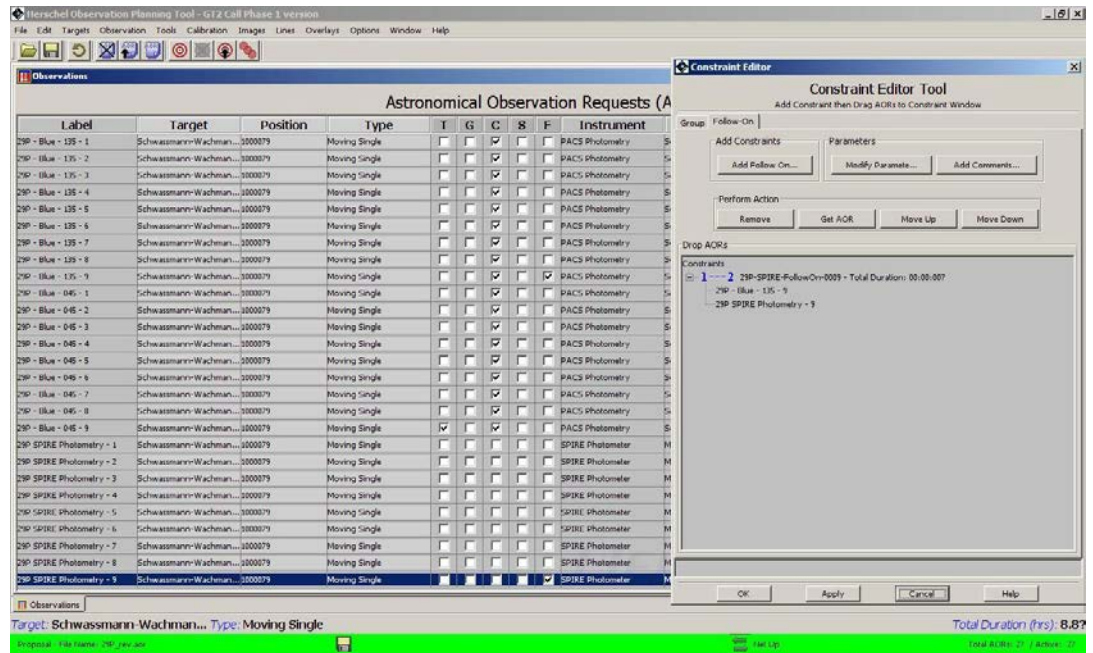 Herschel Observation Planning Tool - GT2 Call Phase 1 version
File Edit Targets Observation Tools Calibration Images Lines Overlays Options Window Help
Observations
Astronomical Observation Requests (A
Label Target Position Type T G C S F Instrument
29P - Blue - 135 - 1 Schwassmann-Wachman... 1000079 Moving Single PACS Photometry S
29P - Blue - 135 - 2 Schwassmann-Wachman... 1000079 Moving Single PACS Photometry S
29P - Blue - 135 - 3 Schwassmann-Wachman... 1000079 Moving Single PACS Photometry S
29P - Blue - 135 - 4 Schwassmann-Wachman... 1000079 Moving Single PACS Photometry S
29P - Blue - 135 - 5 Schwassmann-Wachman... 1000079 Moving Single PACS Photometry S
29P - Blue - 135 - 6 Schwassmann-Wachman... 1000079 Moving Single PACS Photometry S
29P - Blue - 135 - 7 Schwassmann-Wachman... 1000079 Moving Single PACS Photometry S
29P - Blue - 135 - 8 Schwassmann-Wachman... 1000079 Moving Single PACS Photometry S
29P - Blue - 135 - 9 Schwassmann-Wachman... 1000079 Moving Single PACS Photometry S
29P - Blue - 045 - 1 Schwassmann-Wachman... 1000079 Moving Single PACS Photometry S
29P - Blue - 045 - 2 Schwassmann-Wachman... 1000079 Moving Single PACS Photometry S
29P - Blue - 045 - 3 Schwassmann-Wachman... 1000079 Moving Single PACS Photometry S
29P - Blue - 045 - 4 Schwassmann-Wachman... 1000079 Moving Single PACS Photometry S
29P - Blue - 045 - 5 Schwassmann-Wachman... 1000079 Moving Single PACS Photometry S
29P - Blue - 045 - 6 Schwassmann-Wachman... 1000079 Moving Single PACS Photometry S
29P - Blue - 045 - 7 Schwassmann-Wachman... 1000079 Moving Single PACS Photometry S
29P - Blue - 045 - 8 Schwassmann-Wachman... 1000079 Moving Single PACS Photometry S
29P - Blue - 045 - 9 Schwassmann-Wachman... 1000079 Moving Single PACS Photometry S
29P SPIRE Photometry - 1 Schwassmann-Wachman... 1000079 Moving Single SPIRE Photometer M
29P SPIRE Photometry - 2 Schwassmann-Wachman... 1000079 Moving Single SPIRE Photometer M
29P SPIRE Photometry - 3 Schwassmann-Wachman... 1000079 Moving Single SPIRE Photometer M
29P SPIRE Photometry - 4 Schwassmann-Wachman... 1000079 Moving Single SPIRE Photometer M
29P SPIRE Photometry - 5 Schwassmann-Wachman... 1000079 Moving Single SPIRE Photometer M
29P SPIRE Photometry - 6 Schwassmann-Wachman... 1000079 Moving Single SPIRE Photometer M
29P SPIRE Photometry - 7 Schwassmann-Wachman... 1000079 Moving Single SPIRE Photometer M
29P SPIRE Photometry - 8 Schwassmann-Wachman... 1000079 Moving Single SPIRE Photometer M
29P SPIRE Photometry - 9 Schwassmann-Wachman... 1000079 Moving Single SPIRE Photometer M
Observations
Constraint Editor
Constraint Editor Tool
Add Constraint then Drag AORs to Constraint Window
Group Follow-On
Add Constraints Parameters
Add Follow On... Modify Paramete... Add Comments...
Perform Action
Remove Get AOR Move Up Move Down
Drop AORs
Constraints
1 --- 2 29P-SPIRE-FollowOn-0009 - Total Duration: 00:00:00?
29P - Blue - 135 - 9
29P SPIRE Photometry - 9
OK Apply Cancel Help
Target: Schwassmann-Wachman... Type: Moving Single Total Duration (hrs): 8.8?
Proposal - File Name: 29P_rev.aor Net Up Total AORs: 27 / Active: 27